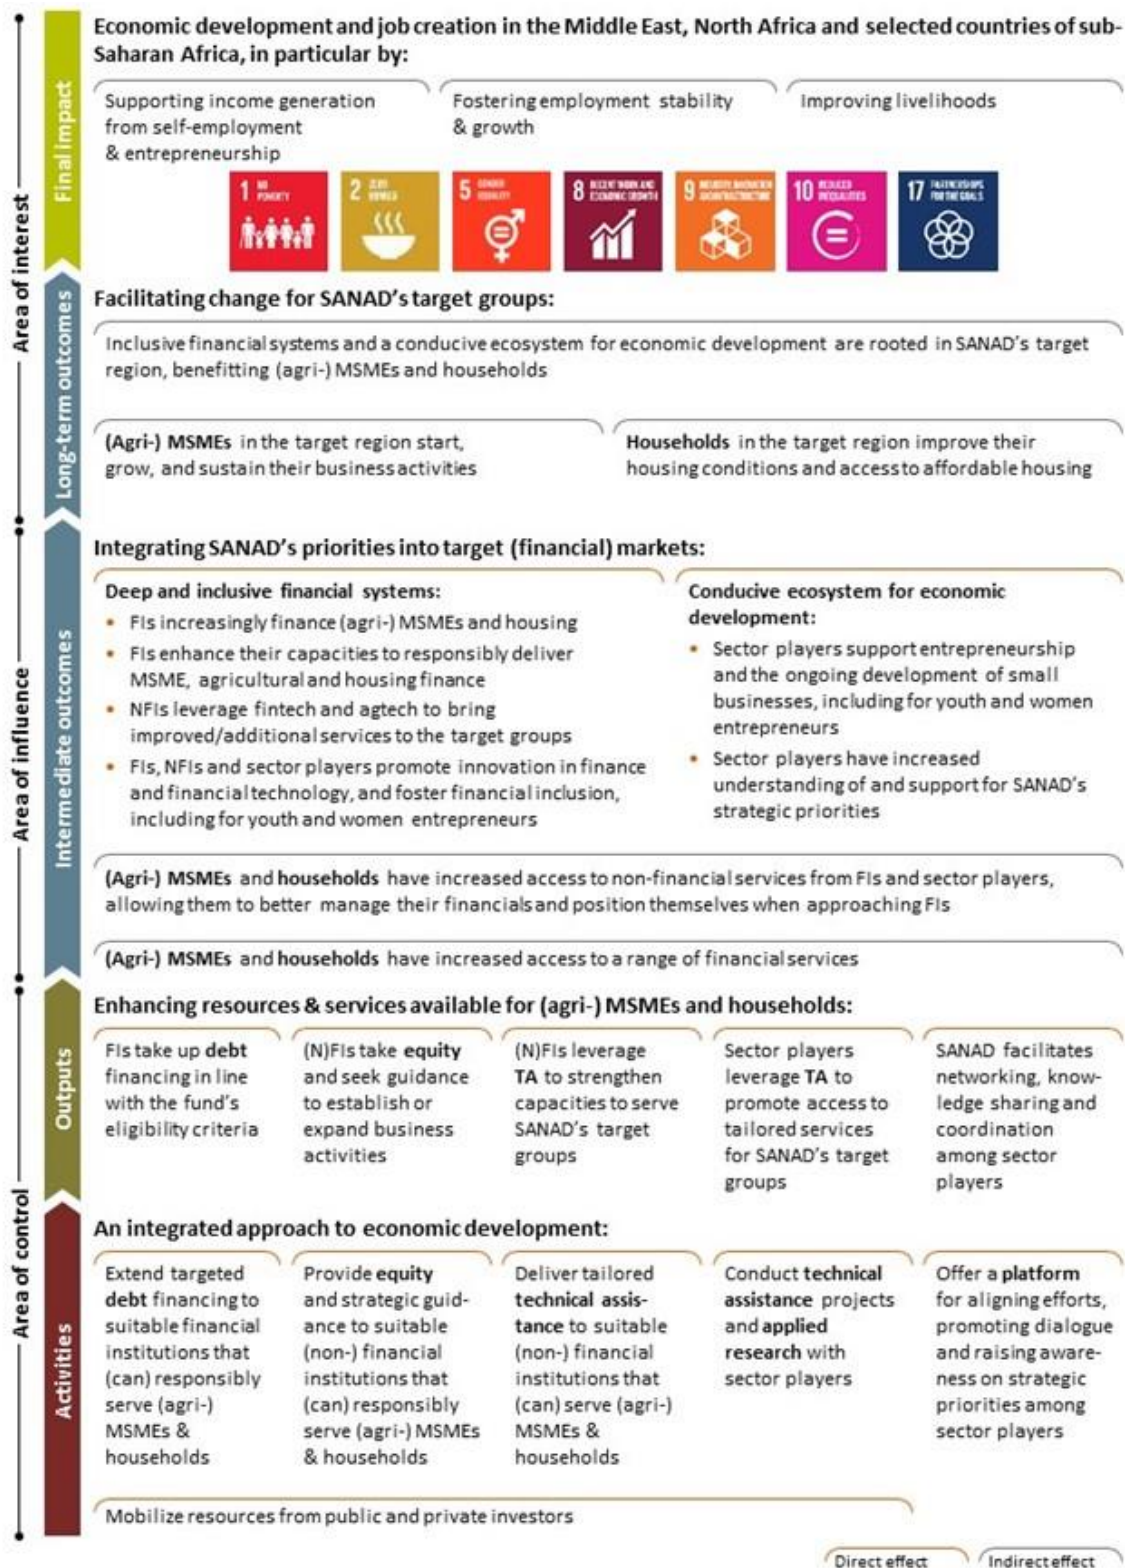 Economic development and job creation in the Middle East, North Africa and selected countries of sub-
Saharan Africa, in particular by:
Supporting income generation
from self-employment
& entrepreneurship
Fostering employment stability
& growth
Improving livelihoods
1 NO
POVERTY
2 ZERO
HUNGER
5 GENDER
EQUALITY
8 DECENT WORK AND
ECONOMIC GROWTH
9 INDUSTRY, INNOVATION
AND INFRASTRUCTURE
10 REDUCED
INEQUALITIES
17 PARTNERSHIPS
FOR THE GOALS
Final impact
Area of interest
Facilitating change for SANAD's target groups:
Inclusive financial systems and a conducive ecosystem for economic development are rooted in SANAD's target
region, benefitting (agri-) MSMEs and households
(Agri-) MSMEs in the target region start,
grow, and sustain their business activities
Households in the target region improve their
housing conditions and access to affordable housing
Long-term outcomes
Integrating SANAD's priorities into target (financial) markets:
Deep and inclusive financial systems:
• FIs increasingly finance (agri-) MSMEs and housing
• FIs enhance their capacities to responsibly deliver
MSME, agricultural and housing finance
• NFIs leverage fintech and agtech to bring
improved/additional services to the target groups
• FIs, NFIs and sector players promote innovation in finance
and financial technology, and foster financial inclusion,
including for youth and women entrepreneurs
Conducive ecosystem for economic
development:
• Sector players support entrepreneurship
and the ongoing development of small
businesses, including for youth and women
entrepreneurs
• Sector players have increased
understanding of and support for SANAD's
strategic priorities
(Agri-) MSMEs and households have increased access to non-financial services from FIs and sector players,
allowing them to better manage their financials and position themselves when approaching FIs
(Agri-) MSMEs and households have increased access to a range of financial services
Intermediate outcomes
Area of influence
Enhancing resources & services available for (agri-) MSMEs and households:
FIs take up debt
financing in line
with the fund's
eligibility criteria
(N)FIs take equity
and seek guidance
to establish or
expand business
activities
(N)FIs leverage
TA to strengthen
capacities to serve
SANAD's target
groups
Sector players
leverage TA to
promote access to
tailored services
for SANAD's target
groups
SANAD facilitates
networking, know-
ledge sharing and
coordination
among sector
players
Outputs
An integrated approach to economic development:
Extend targeted
debt financing to
suitable financial
institutions that
(can) responsibly
serve (agri-)
MSMEs &
households
Provide equity
and strategic guid-
ance to suitable
(non-) financial
institutions that
(can) responsibly
serve (agri-) MSMEs
& households
Deliver tailored
technical assis-
tance to suitable
(non-) financial
institutions that
(can) serve (agri-)
MSMEs &
households
Conduct technical
assistance projects
and applied
research with
sector players
Offer a platform
for aligning efforts,
promoting dialogue
and raising aware-
ness on strategic
priorities among
sector players
Mobilize resources from public and private investors
Activities
Area of control
Direct effect
Indirect effect